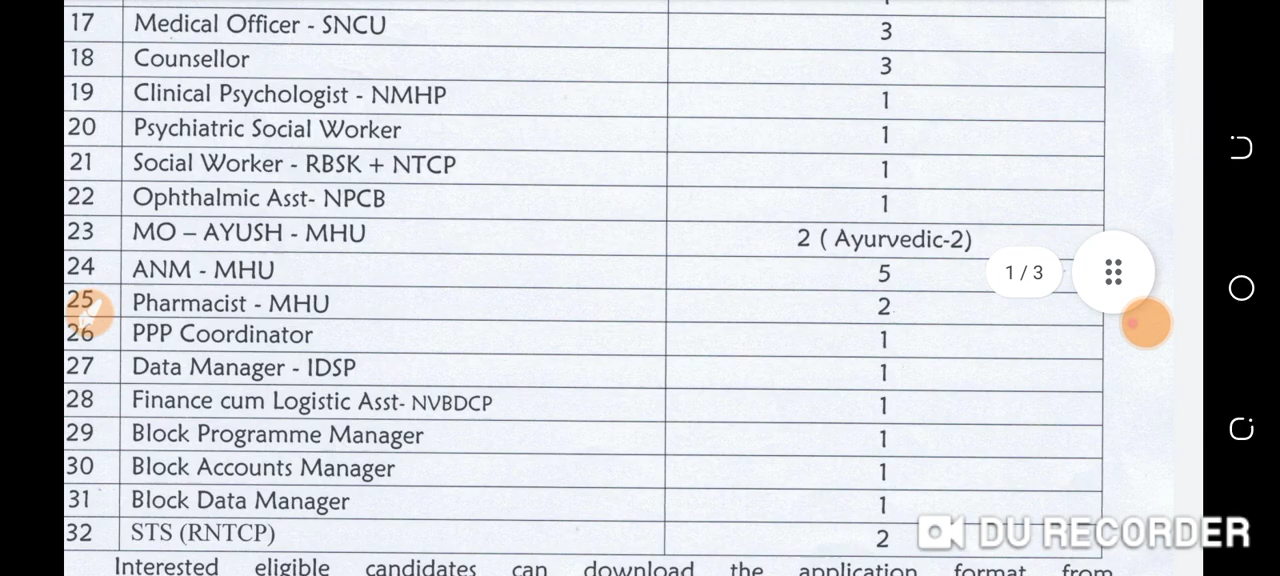 17 Medical Officer - SNCU 3
18 Counsellor 3
19 Clinical Psychologist - NMHP 1
20 Psychiatric Social Worker 1
21 Social Worker - RBSK + NTCP 1
22 Ophthalmic Asst- NPCB 1
23 MO – AYUSH - MHU 2 ( Ayurvedic-2)
24 ANM - MHU 5
1 / 3
25 Pharmacist - MHU 2
26 PPP Coordinator 1
27 Data Manager - IDSP 1
28 Finance cum Logistic Asst- NVBDCP 1
29 Block Programme Manager 1
30 Block Accounts Manager 1
31 Block Data Manager 1
32 STS (RNTCP) 2
DU RECORDER
Interested eligible candidates can download the application format from